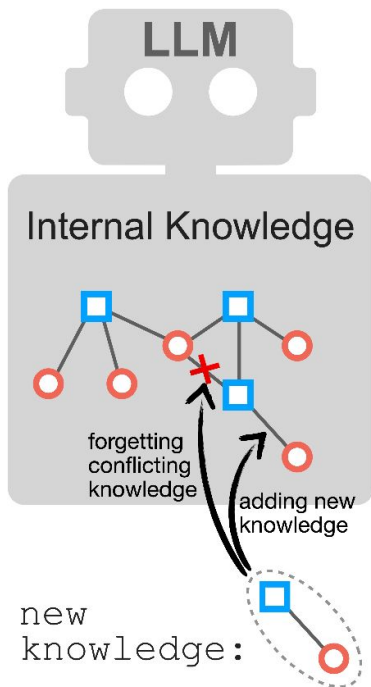 LLM
Internal Knowledge
forgetting
conflicting
knowledge
adding new
knowledge
new
knowledge: